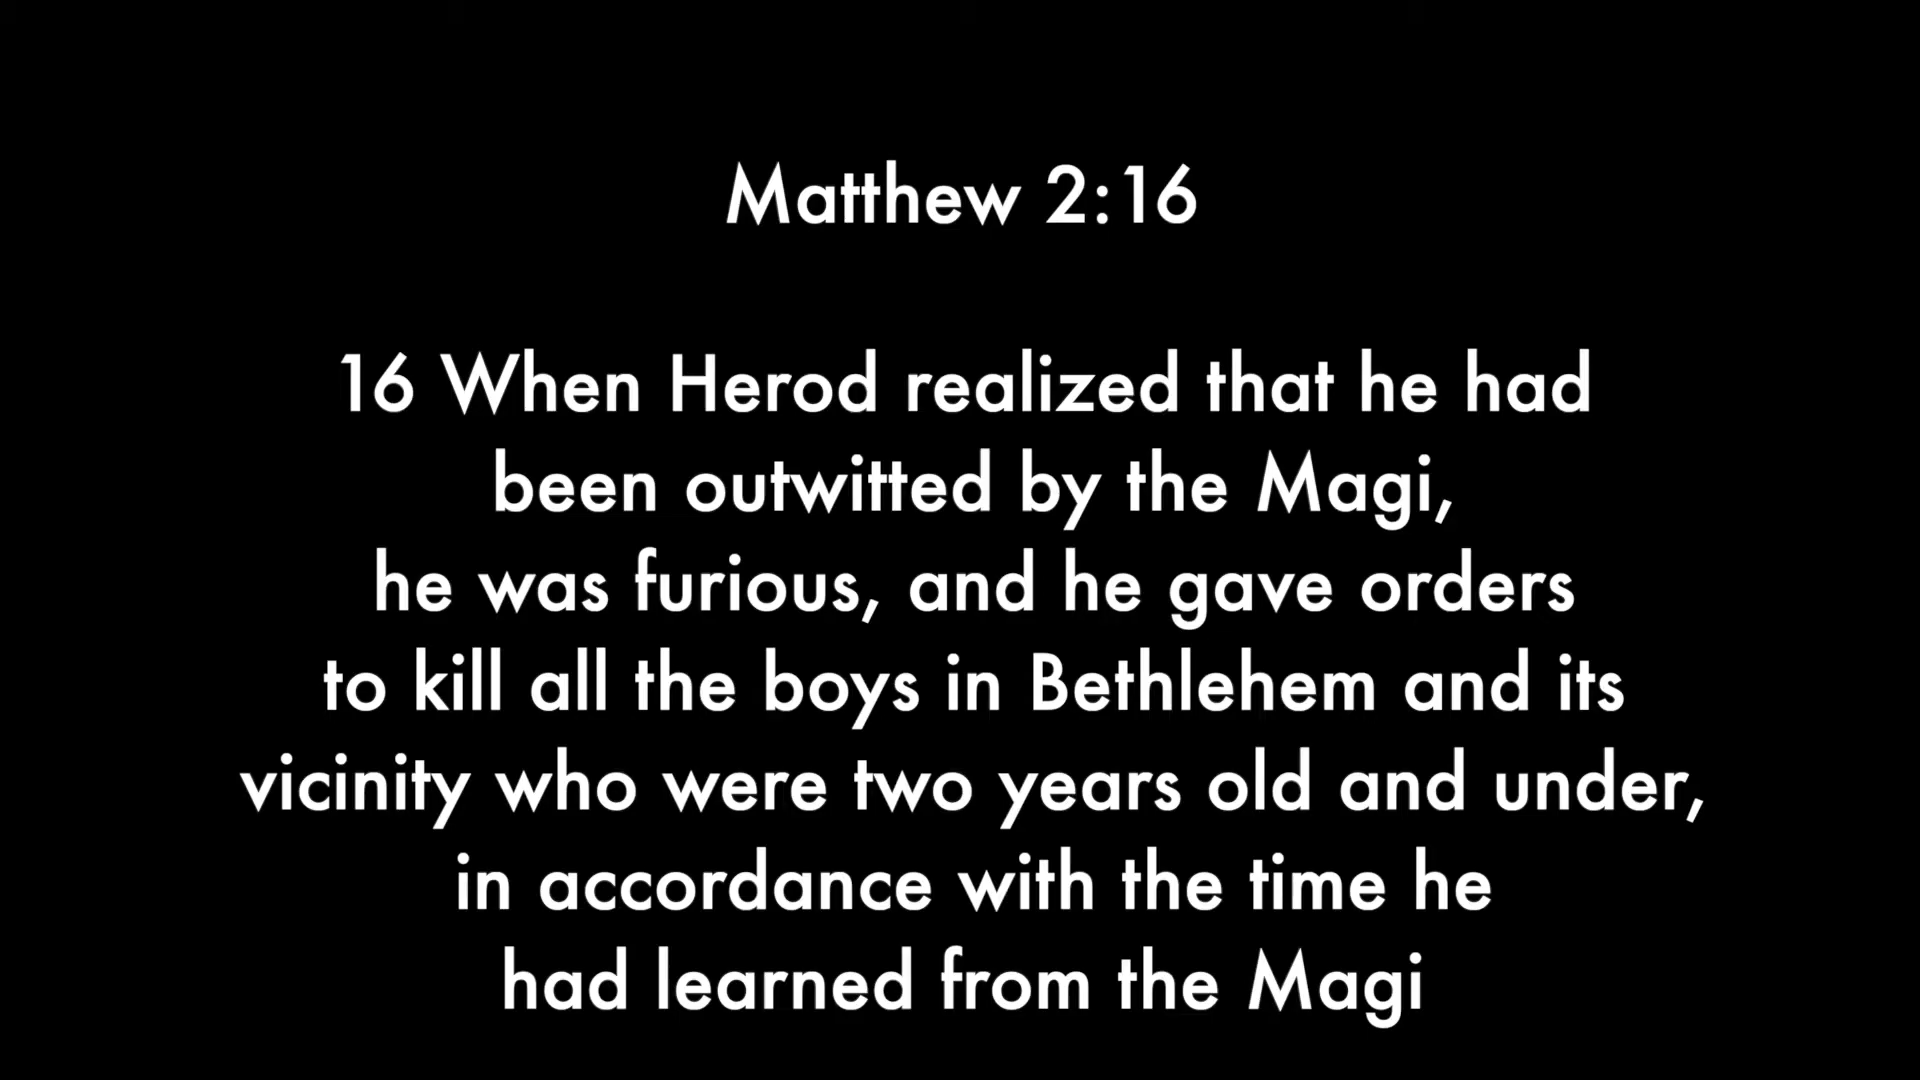 Matthew 2:16
16 When Herod realized that he had
been outwitted by the Magi,
he was furious, and he gave orders
to kill all the boys in Bethlehem and its
vicinity who were two years old and under,
in accordance with the time he
had learned from the Magi